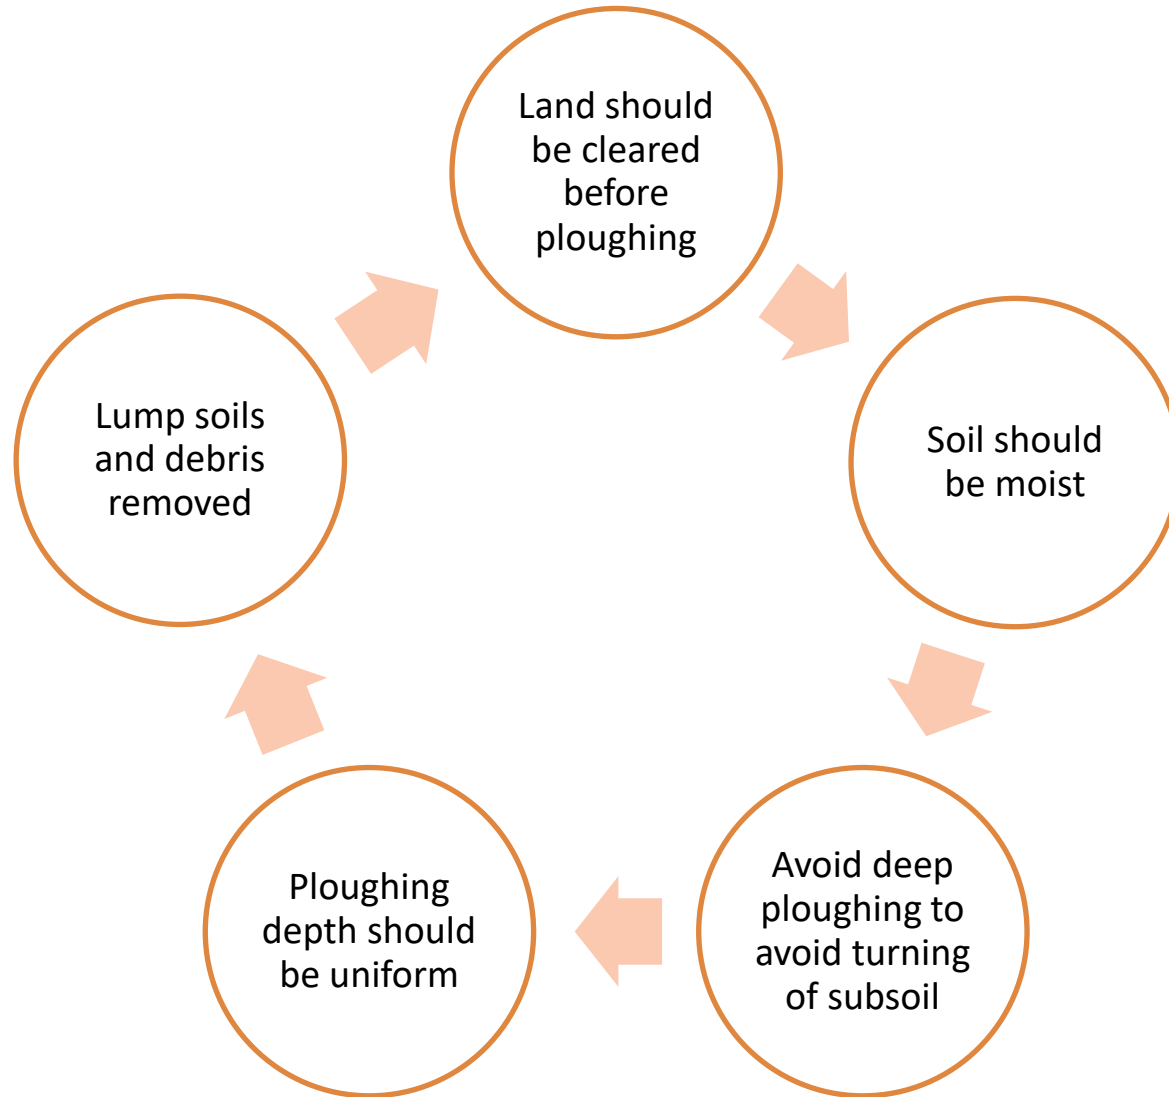 Land should
be cleared
before
ploughing
Soil should
be moist
Avoid deep
ploughing to
avoid turning
of subsoil
Ploughing
depth should
be uniform
Lump soils
and debris
removed